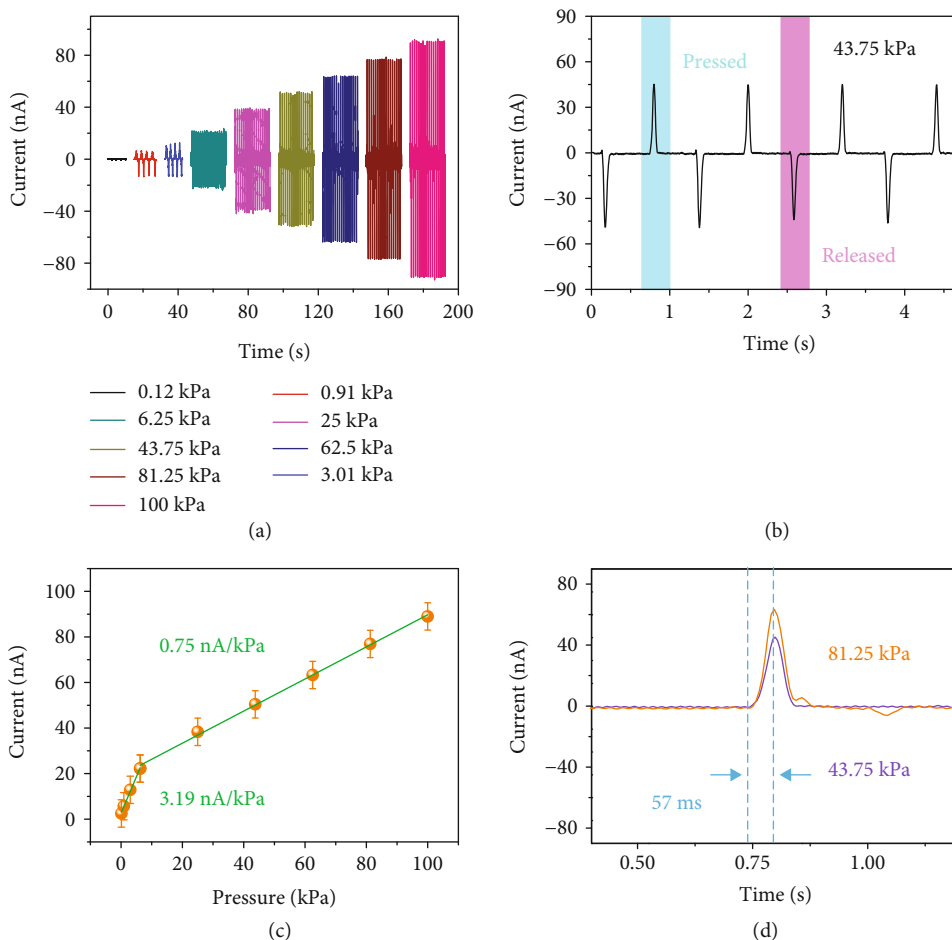 80
40
0
−40
−80
Current (nA)
0
40
80
120
160
200
Time (s)
0.12 kPa
0.91 kPa
6.25 kPa
25 kPa
43.75 kPa
62.5 kPa
81.25 kPa
3.01 kPa
100 kPa
(a)
90
60
30
0
−30
−60
−90
Current (nA)
43.75 kPa
Pressed
Released
0
1
2
3
4
Time (s)
(b)
100
80
60
40
20
0
Current (nA)
0.75 nA/kPa
3.19 nA/kPa
0
20
40
60
80
100
Pressure (kPa)
(c)
80
40
0
−40
−80
Current (nA)
81.25 kPa
43.75 kPa
57 ms
0.50
0.75
1.00
Time (s)
(d)